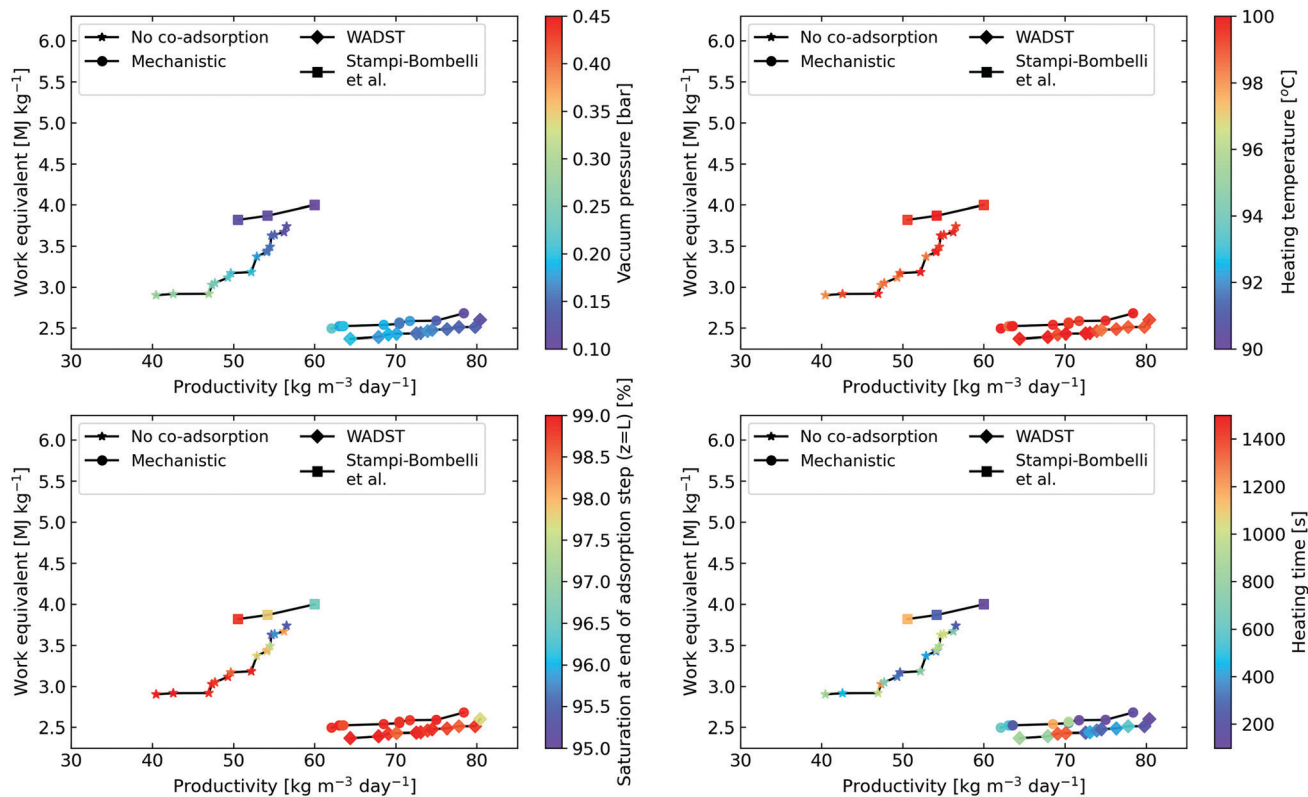 No co-adsorption
Mechanistic
WADST
Stampi-Bombelli
et al.
Work equivalent [MJ kg⁻¹]
6.0
5.5
5.0
4.5
4.0
3.5
3.0
2.5
30
40
50
60
70
80
Productivity [kg m⁻³ day⁻¹]
0.45
0.40
0.35
0.30
0.25
0.20
0.15
0.10
Vacuum pressure [bar]
No co-adsorption
Mechanistic
WADST
Stampi-Bombelli
et al.
Work equivalent [MJ kg⁻¹]
6.0
5.5
5.0
4.5
4.0
3.5
3.0
2.5
30
40
50
60
70
80
Productivity [kg m⁻³ day⁻¹]
100
98
96
94
92
90
Heating temperature [°C]
No co-adsorption
Mechanistic
WADST
Stampi-Bombelli
et al.
Work equivalent [MJ kg⁻¹]
6.0
5.5
5.0
4.5
4.0
3.5
3.0
2.5
30
40
50
60
70
80
Productivity [kg m⁻³ day⁻¹]
99.0
98.5
98.0
97.5
97.0
96.5
96.0
95.5
95.0
Saturation at end of adsorption step (z=L) [%]
No co-adsorption
Mechanistic
WADST
Stampi-Bombelli
et al.
Work equivalent [MJ kg⁻¹]
6.0
5.5
5.0
4.5
4.0
3.5
3.0
2.5
30
40
50
60
70
80
Productivity [kg m⁻³ day⁻¹]
1400
1200
1000
800
600
400
200
Heating time [s]